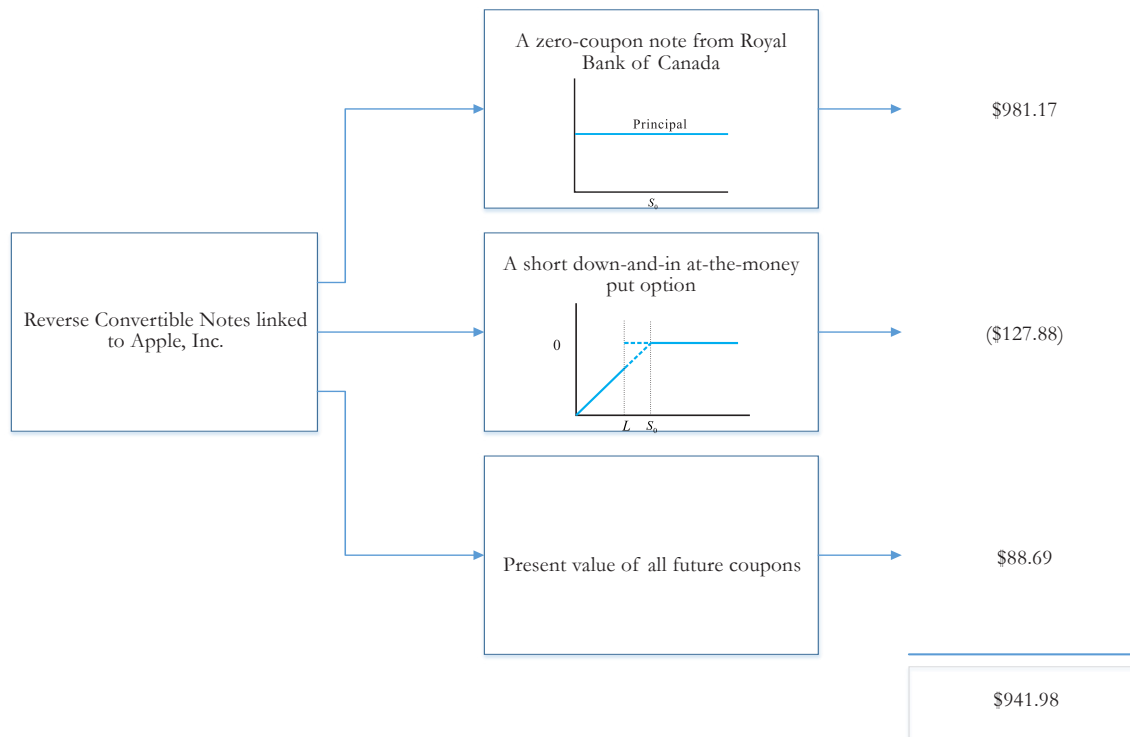 A zero-coupon note from Royal
Bank of Canada
Principal
S₀
$981.17
Reverse Convertible Notes linked
to Apple, Inc.
A short down-and-in at-the-money
put option
0
L S₀
($127.88)
Present value of all future coupons
$88.69
$941.98